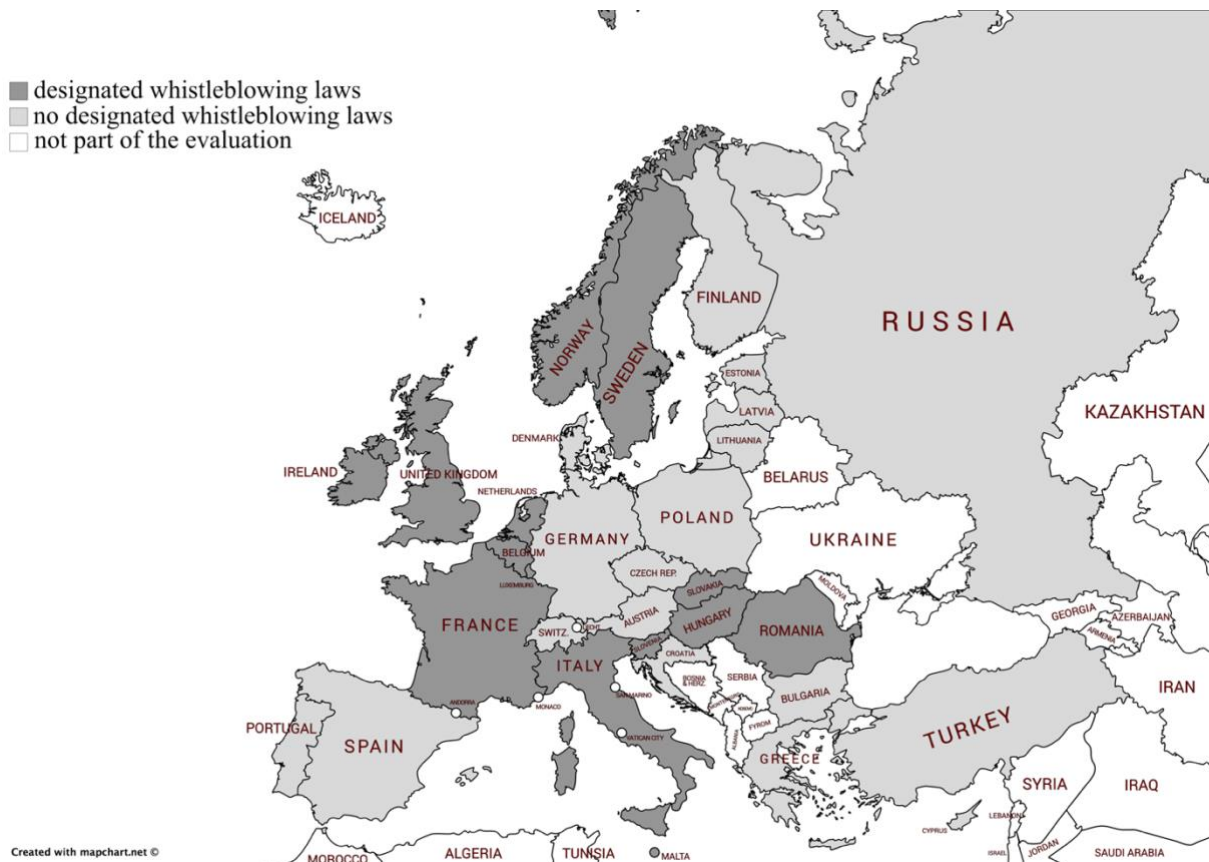 designated whistleblowing laws
no designated whistleblowing laws
not part of the evaluation
ICELAND
NORWAY
SWEDEN
FINLAND
RUSSIA
ESTONIA
LATVIA
LITHUANIA
KAZAKHSTAN
DENMARK
IRELAND
UNITED KINGDOM
NETHERLANDS
BELARUS
POLAND
GERMANY
UKRAINE
BELGIUM
LUXEMBURG
CZECH REP.
SLOVAKIA
MOLDOVA
FRANCE
SWITZ.
AUSTRIA
HUNGARY
ROMANIA
GEORGIA
AZERBAIJAN
ARMENIA
SLOVENIA
CROATIA
ITALY
BOSNIA
& HERZ.
SERBIA
SAN MARINO
MONACO
ANDORRA
BULGARIA
IRAN
PORTUGAL
SPAIN
VATICAN CITY
FYROM
ALBANIA
GREECE
TURKEY
SYRIA
IRAQ
CYPRUS
LEBANON
ISRAEL
JORDAN
SAUDI ARABIA
MALTA
TUNISIA
ALGERIA
MOROCCO
Created with mapchart.net ©